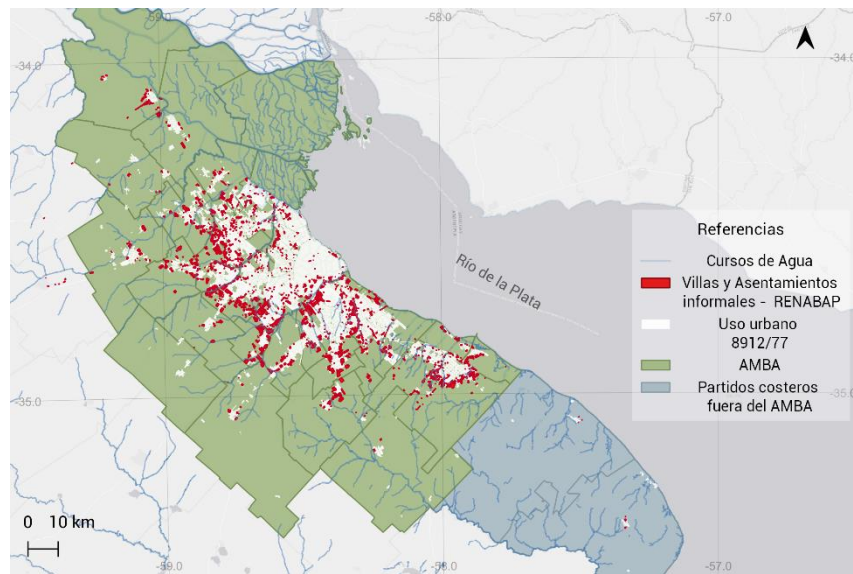 -59.0
-58.0
-57.0
-34.0
-34.0
Referencias
Cursos de Agua
Villas y Asentamientos
informales - RENABAP
Uso urbano
8912/77
AMBA
Partidos costeros
fuera del AMBA
Río de la Plata
-35.0
-35.0
0 10 km
-59.0
-58.0
-57.0